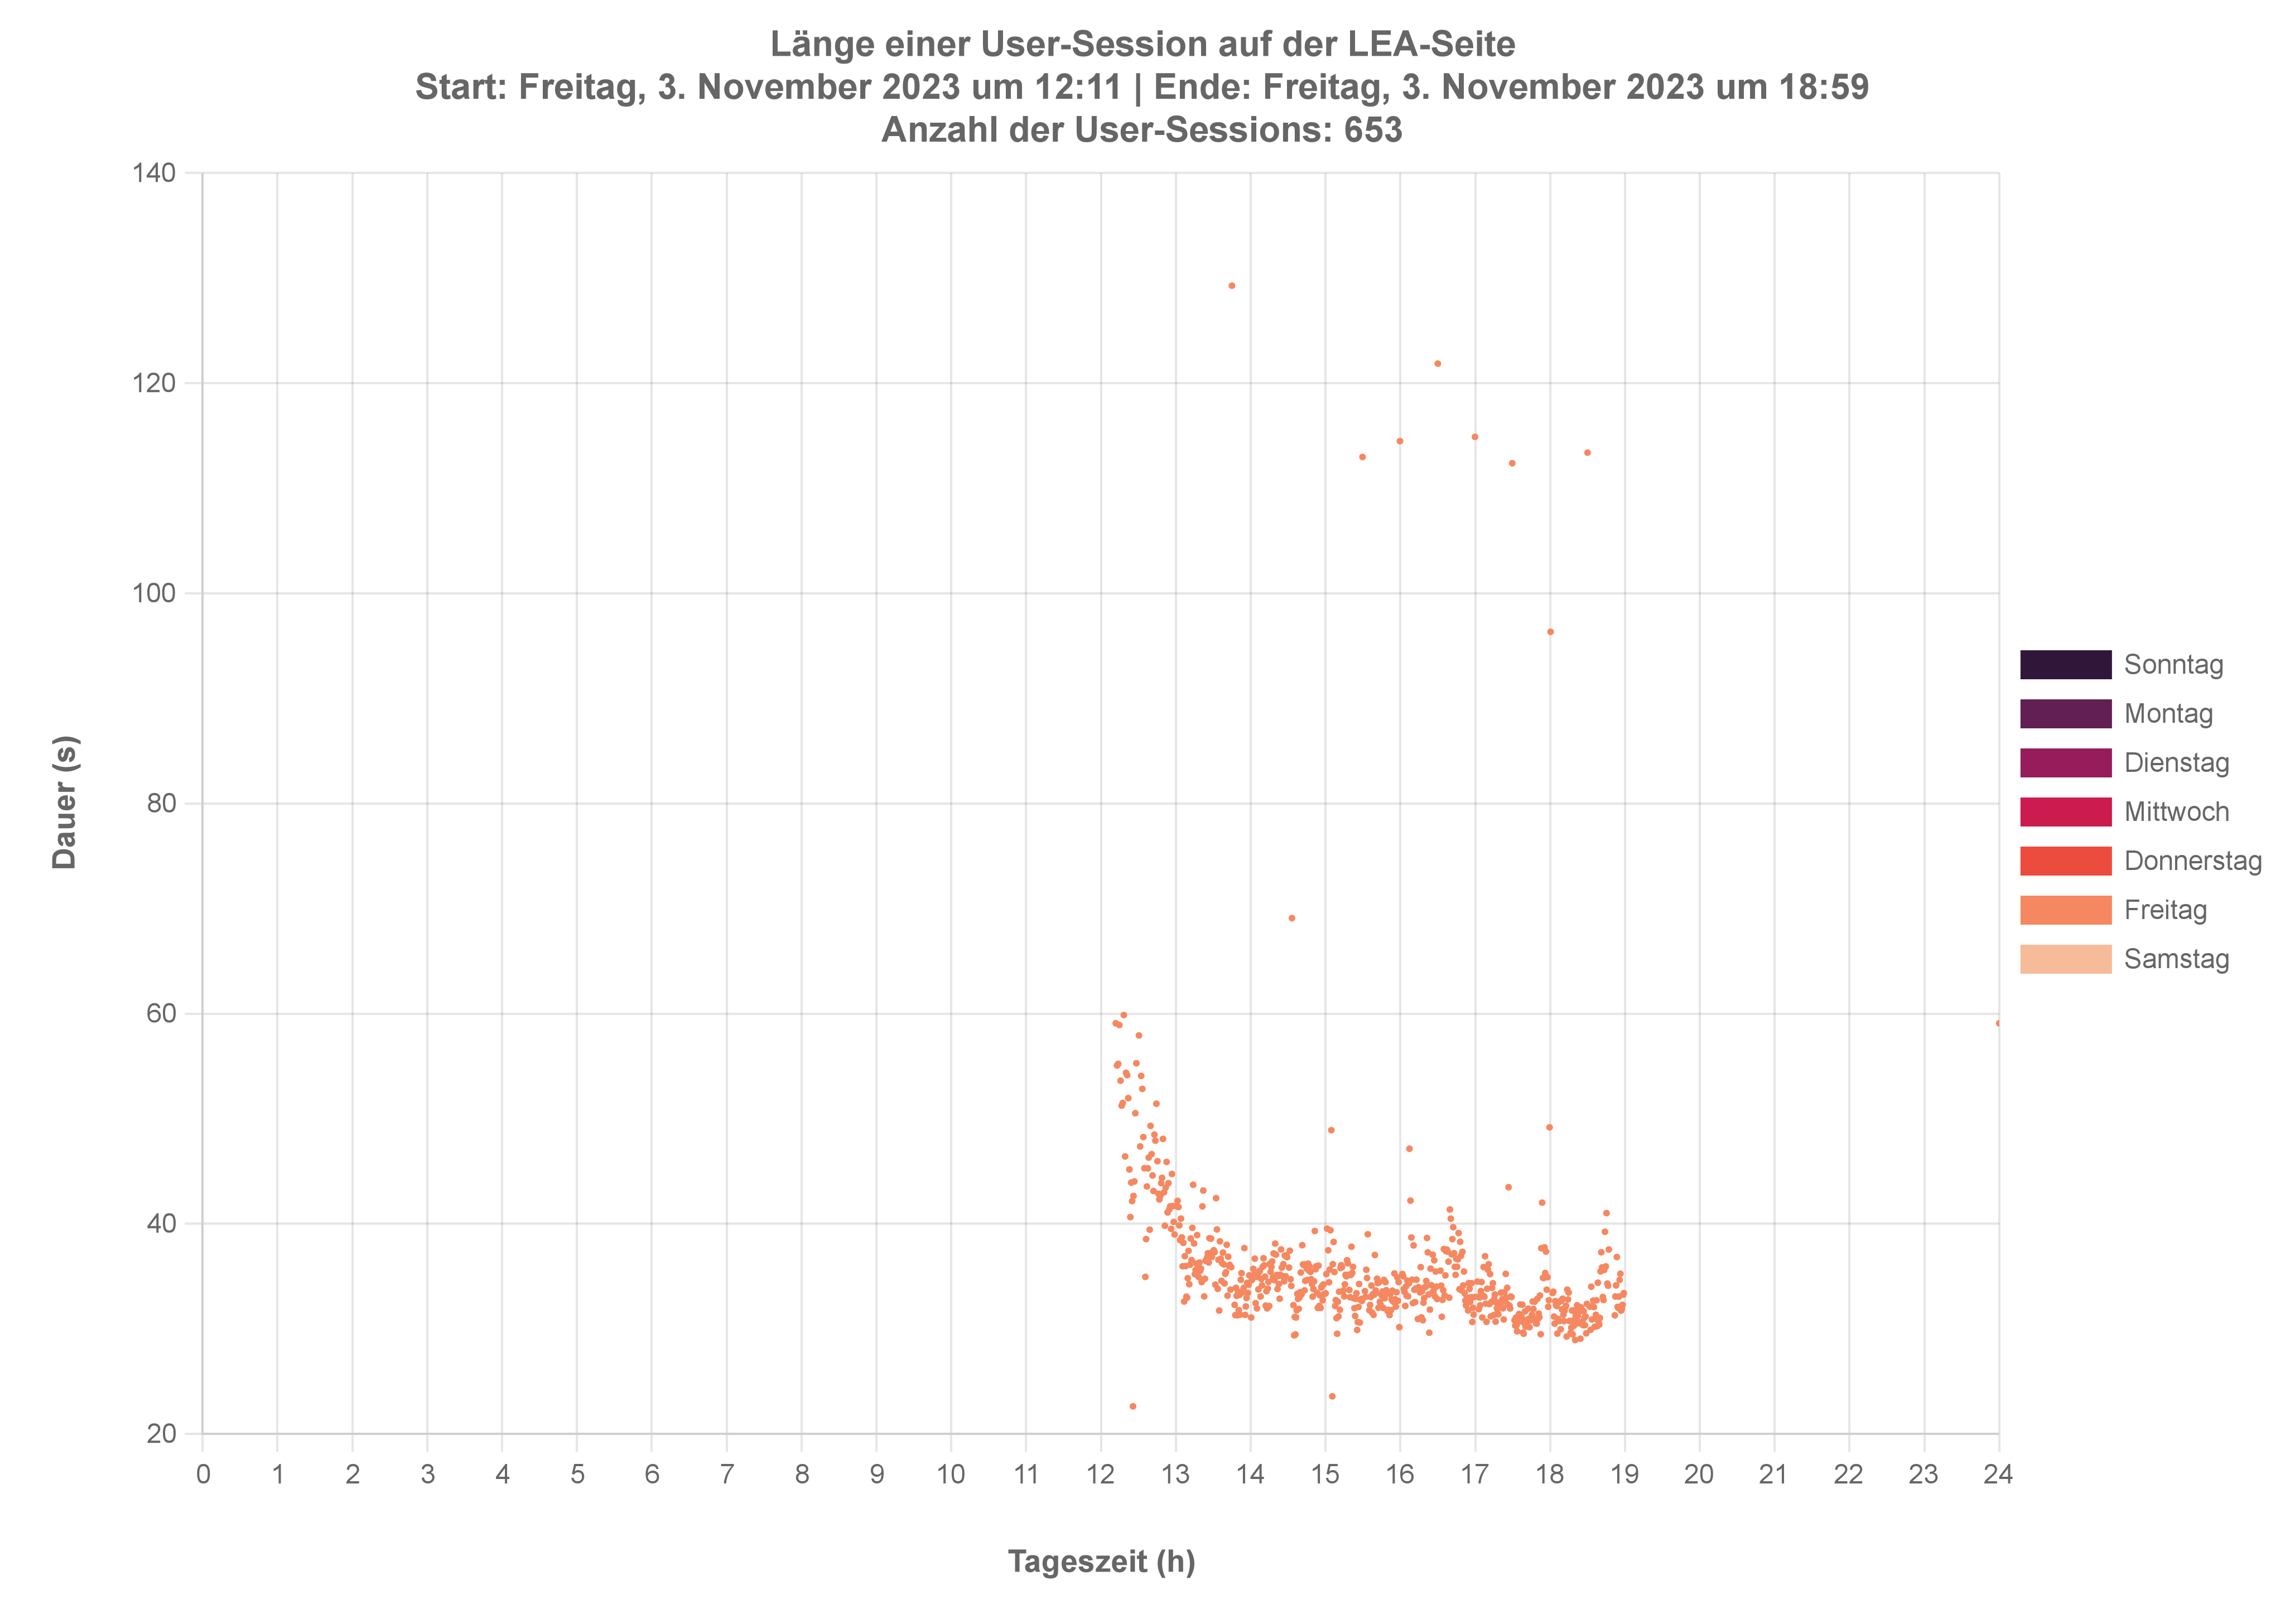 Länge einer User-Session auf der LEA-Seite
Start: Freitag, 3. November 2023 um 12:11 | Ende: Freitag, 3. November 2023 um 18:59
Anzahl der User-Sessions: 653
140
120
100
80
60
40
20
Dauer (s)
0 1 2 3 4 5 6 7 8 9 10 11 12 13 14 15 16 17 18 19 20 21 22 23 24
Tageszeit (h)
Sonntag
Montag
Dienstag
Mittwoch
Donnerstag
Freitag
Samstag